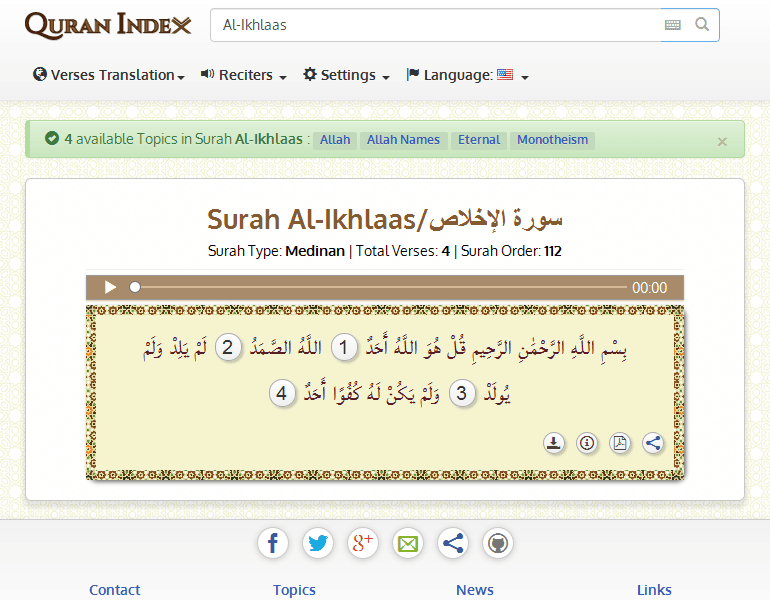 QURAN INDEX
Al-Ikhlaas
Verses Translation Reciters Settings Language:
4 available Topics in Surah Al-Ikhlaas : Allah Allah Names Eternal Monotheism ×
Surah Al-Ikhlaas/سورة الإخلاص
Surah Type: Medinan | Total Verses: 4 | Surah Order: 112
00:00
بِسْمِ اللَّهِ الرَّحْمَٰنِ الرَّحِيمِ قُلْ هُوَ اللَّهُ أَحَدٌ 1 اللَّهُ الصَّمَدُ 2 لَمْ يَلِدْ وَلَمْ
يُولَدْ 3 وَلَمْ يَكُنْ لَهُ كُفُوًا أَحَدٌ 4
f 8+
Contact Topics News Links